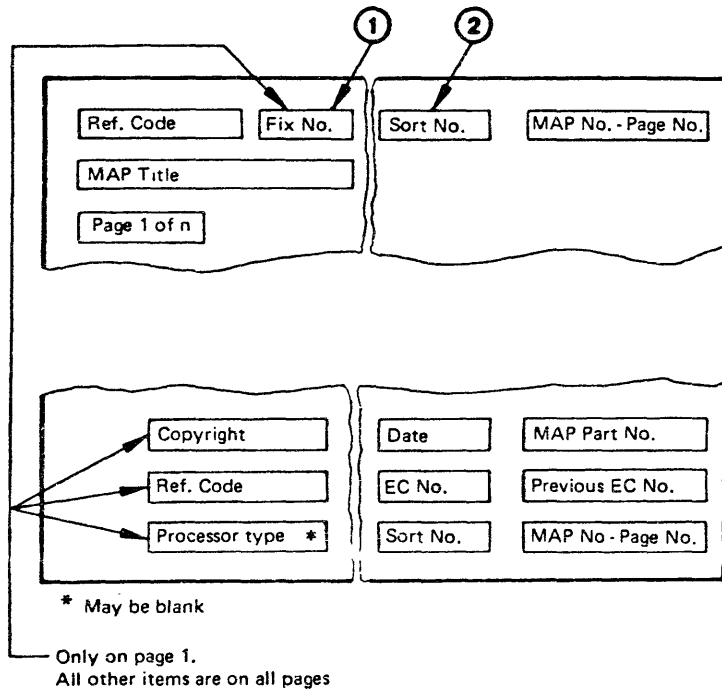 1 2
Ref. Code Fix No. Sort No. MAP No. - Page No.
MAP Title
Page 1 of n
Copyright Date MAP Part No.
Ref. Code EC No. Previous EC No.
Processor type * Sort No. MAP No - Page No.
* May be blank
Only on page 1.
All other items are on all pages